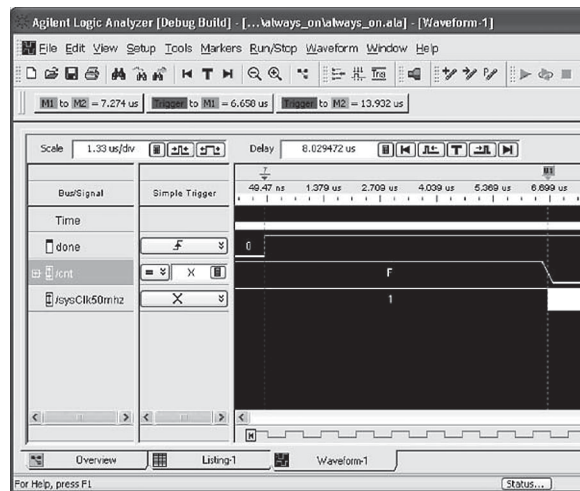 Agilent Logic Analyzer [Debug Build] - [...\always_on\always_on.ala] - [Waveform-1]
File Edit View Setup Tools Markers Run/Stop Waveform Window Help
M1 to M2 = 7.274 us Trigger to M1 = 6.658 us Trigger to M2 = 13.932 us
Scale 1.33 us/div Delay 8.029472 us
Bus/Signal Simple Trigger 49.47 ns 1.379 us 2.709 us 4.039 us 5.369 us 6.699 us
Time
done 0
/cnt = X F
/sysClk50mhz X 1
Overview Listing-1 Waveform-1
For Help, press F1 Status...